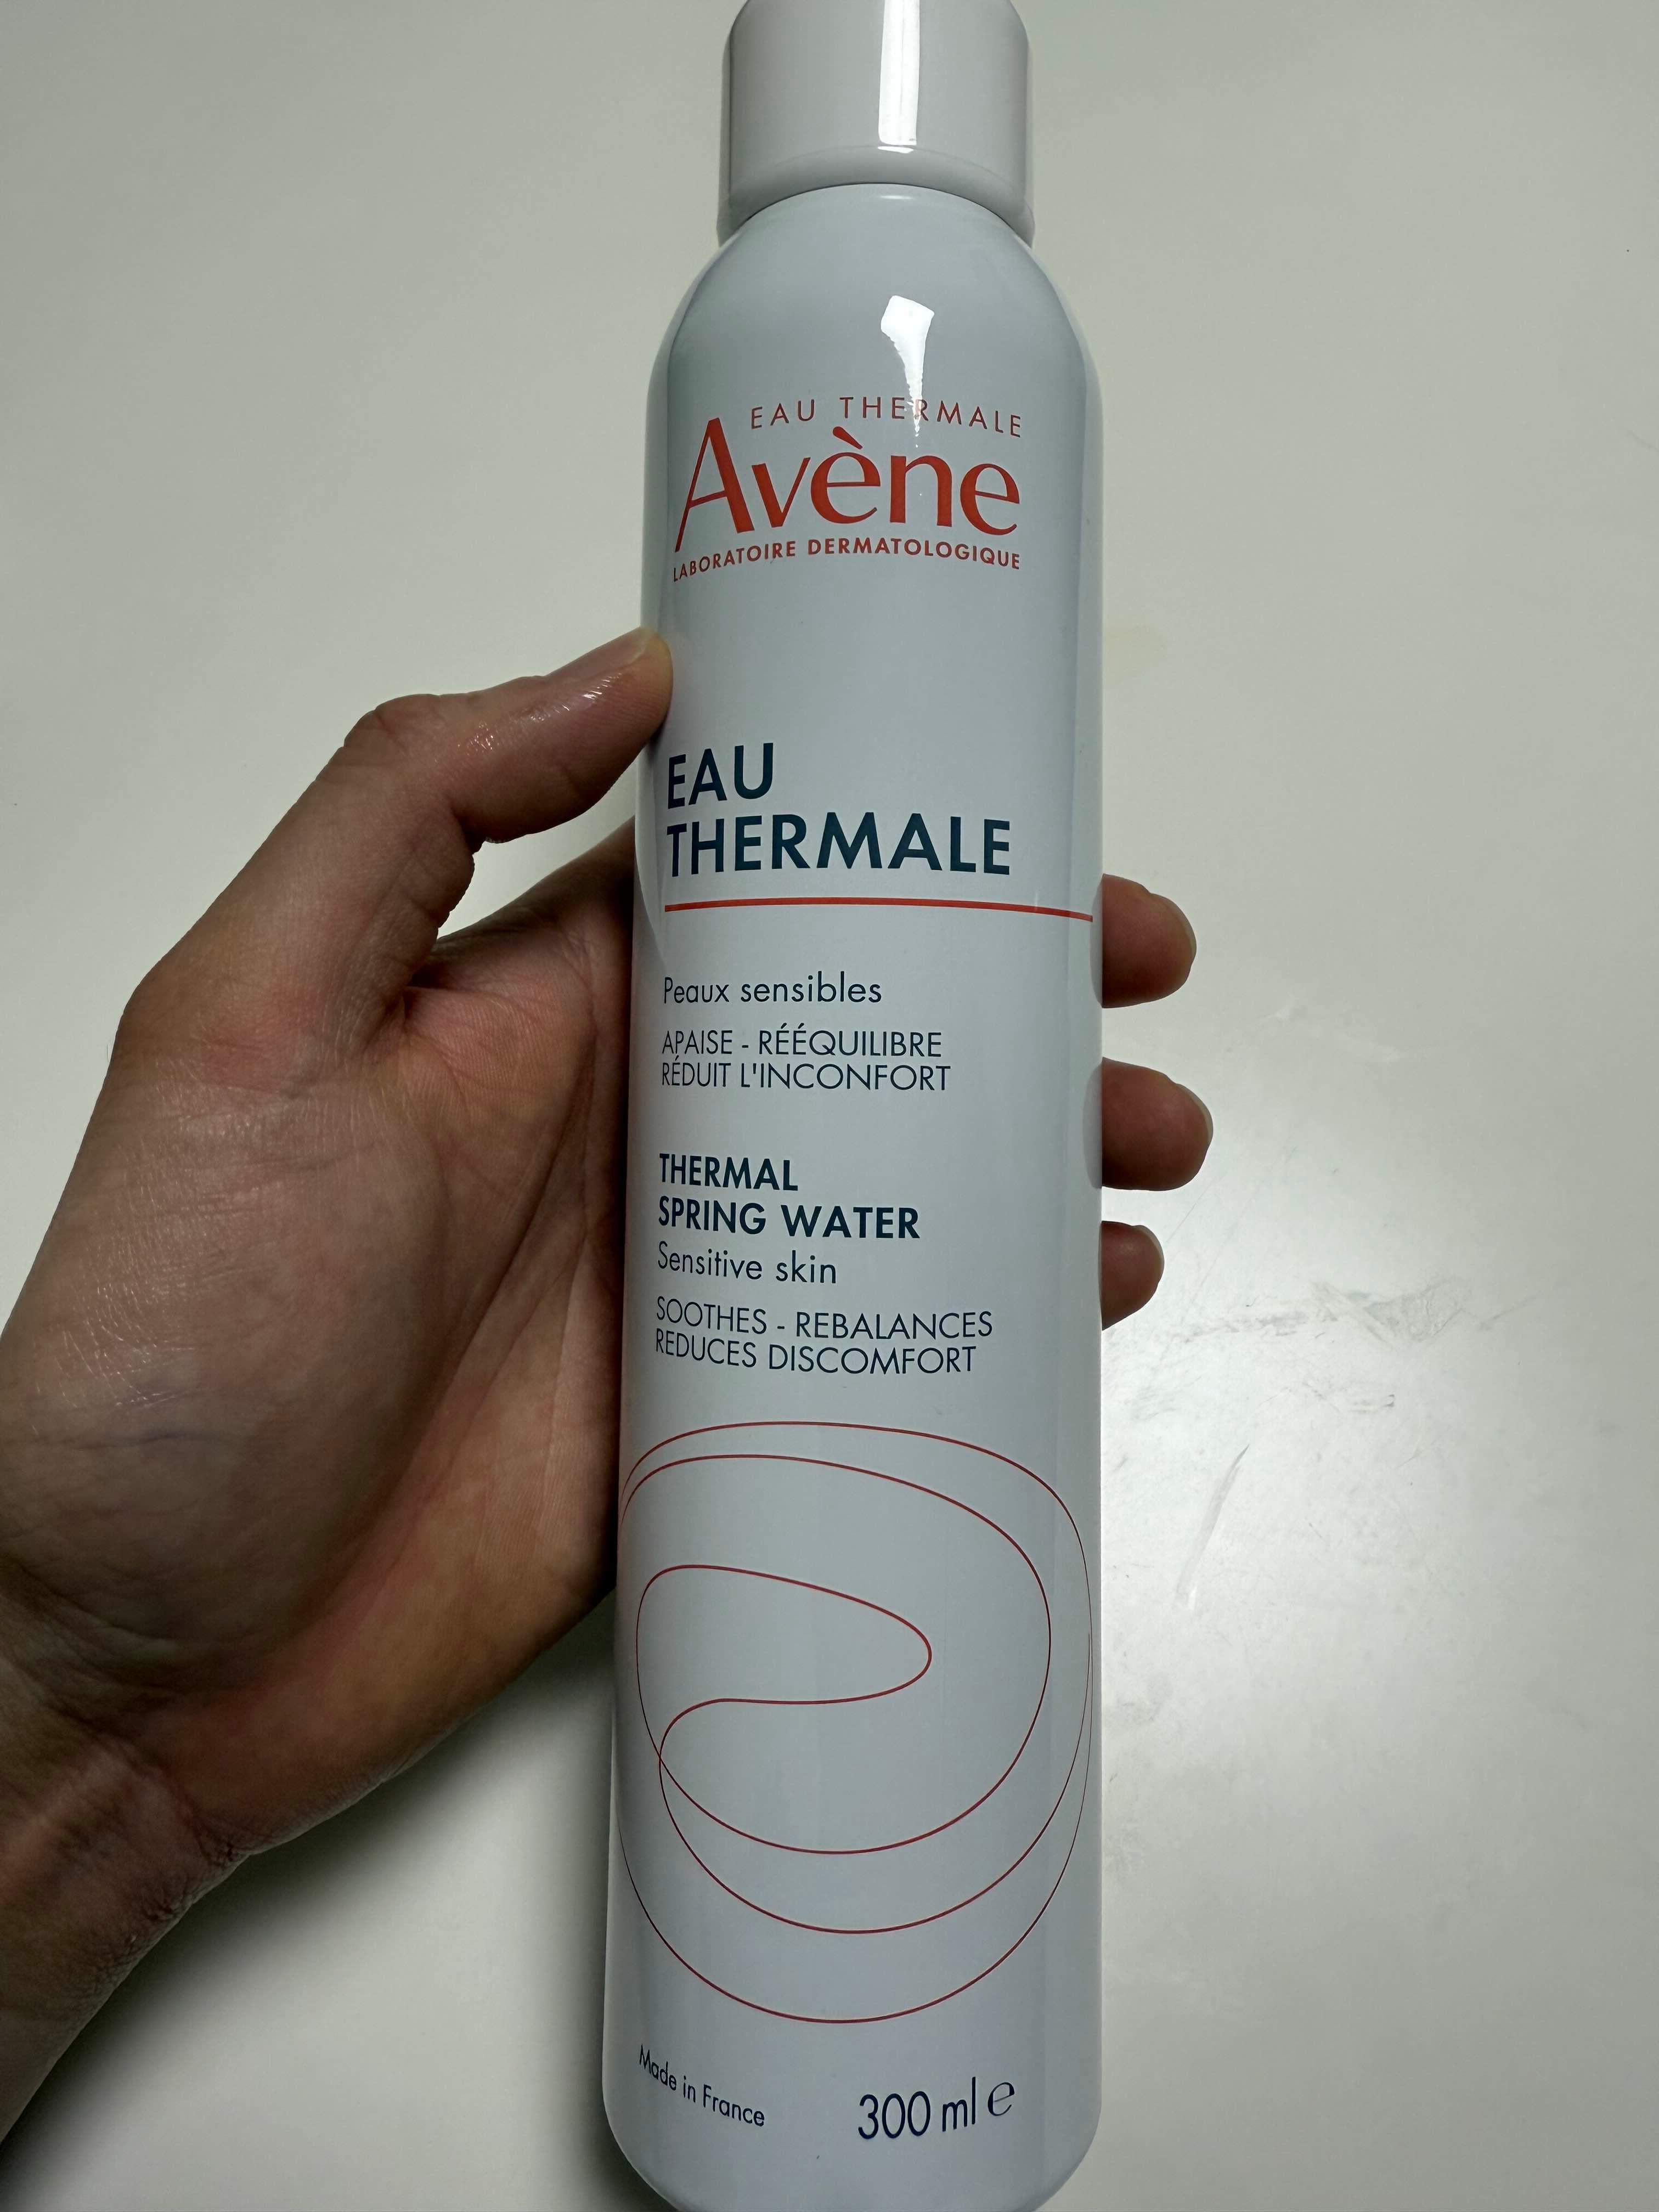 EAU THERMALE
Avène
LABORATOIRE DERMATOLOGIQUE
EAU
THERMALE
Peaux sensibles
APAISE - RÉÉQUILIBRE
RÉDUIT L'INCONFORT
THERMAL
SPRING WATER
Sensitive skin
SOOTHES - REBALANCES
REDUCES DISCOMFORT
Made in France
300 ml e